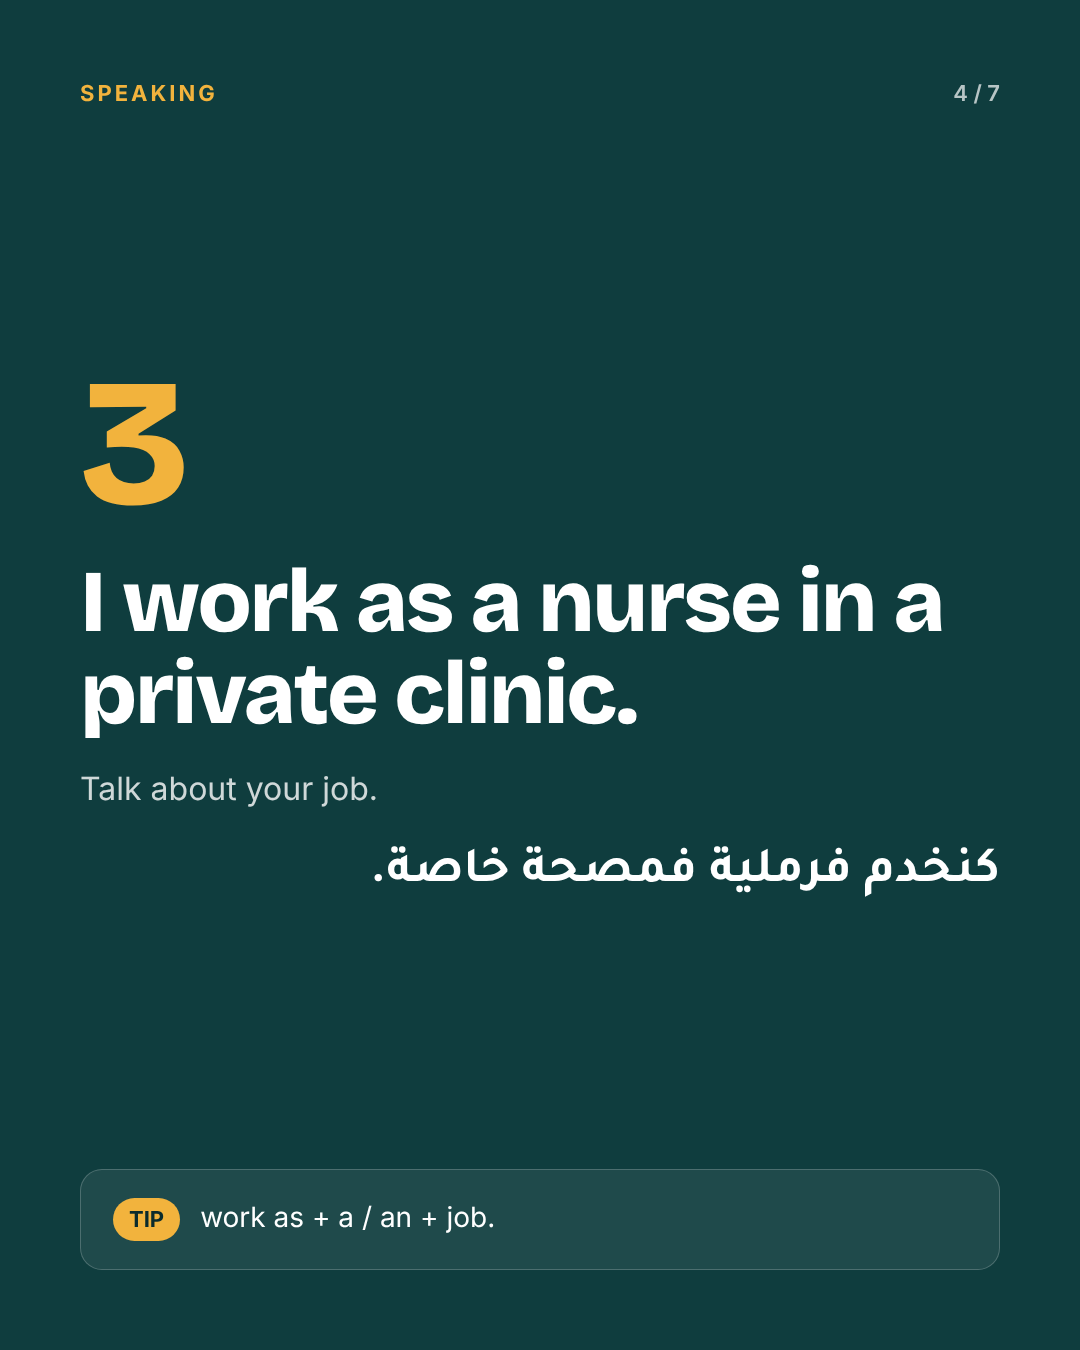 SPEAKING
4 / 7
3
I work as a nurse in a
private clinic.
Talk about your job.
كنخدم فرملية فمصحة خاصة.
TIP work as + a / an + job.